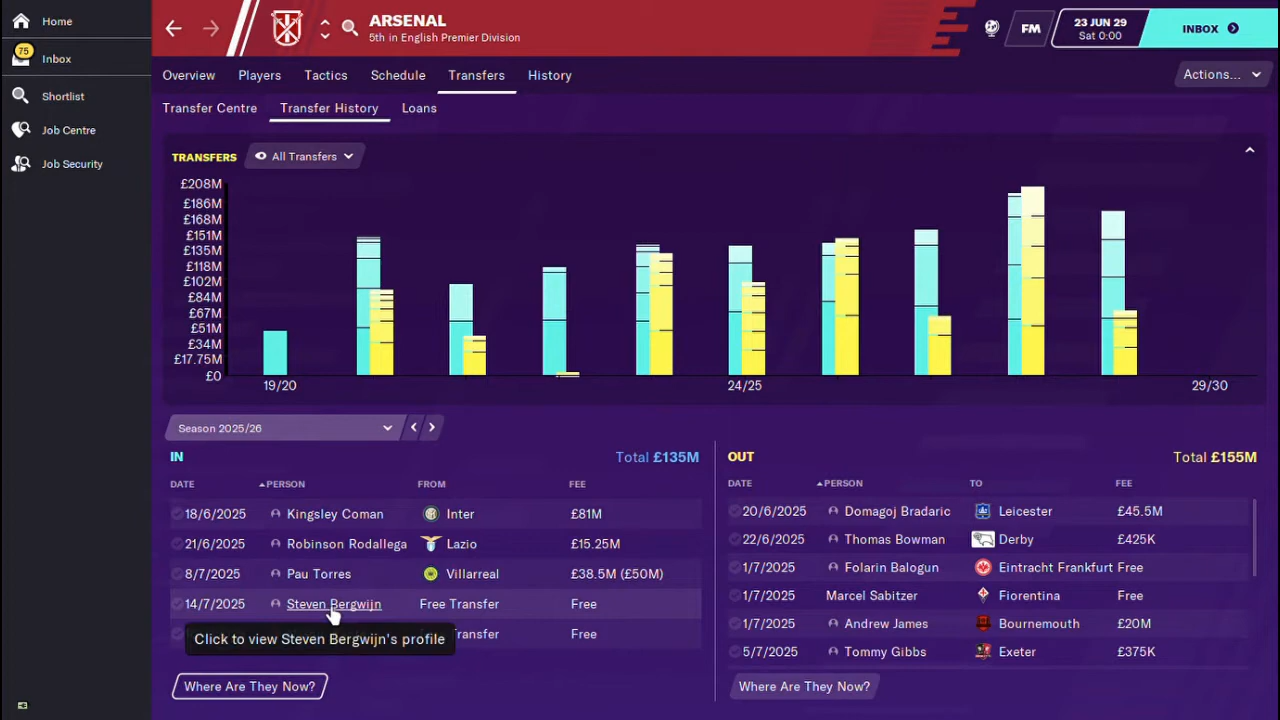 Home
75
Inbox
Shortlist
Job Centre
Job Security
ARSENAL
5th in English Premier Division
FM
23 JUN 29
Sat 0:00
INBOX
Overview Players Tactics Schedule Transfers History
Actions...
Transfer Centre Transfer History Loans
TRANSFERS All Transfers
£208M
£186M
£168M
£151M
£135M
£118M
£102M
£84M
£67M
£51M
£34M
£17.75M
£0
19/20 24/25 29/30
Season 2025/26
IN Total £135M
DATE PERSON FROM FEE
18/6/2025 Kingsley Coman Inter £81M
21/6/2025 Robinson Rodallega Lazio £15.25M
8/7/2025 Pau Torres Villarreal £38.5M (£50M)
14/7/2025 Steven Bergwijn Free Transfer Free
Transfer Free
Click to view Steven Bergwijn's profile
Where Are They Now?
OUT Total £155M
DATE PERSON TO FEE
20/6/2025 Domagoj Bradaric Leicester £45.5M
22/6/2025 Thomas Bowman Derby £425K
1/7/2025 Folarin Balogun Eintracht Frankfurt Free
1/7/2025 Marcel Sabitzer Fiorentina Free
1/7/2025 Andrew James Bournemouth £20M
5/7/2025 Tommy Gibbs Exeter £375K
Where Are They Now?